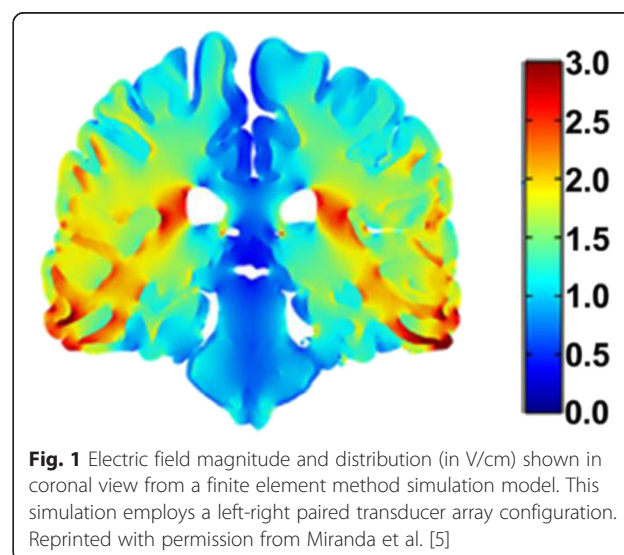 3.0
2.5
2.0
1.5
1.0
0.5
0.0
Fig. 1 Electric field magnitude and distribution (in V/cm) shown in
coronal view from a finite element method simulation model. This
simulation employs a left-right paired transducer array configuration.
Reprinted with permission from Miranda et al. [5]